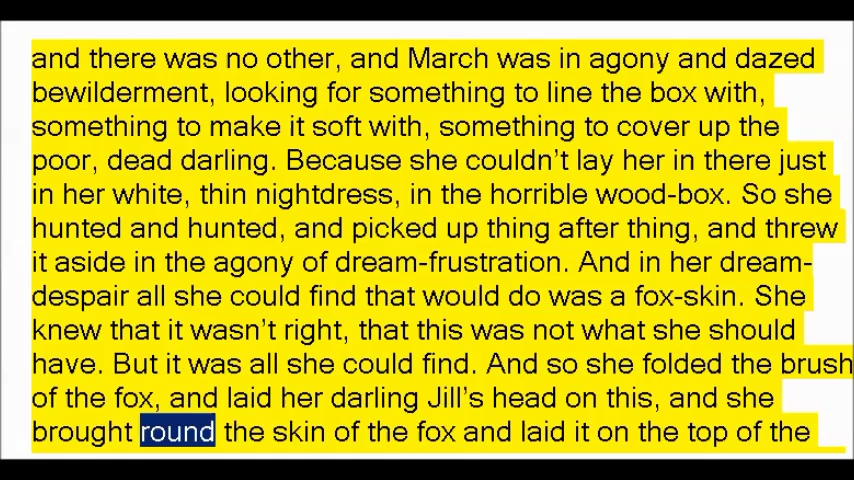 and there was no other, and March was in agony and dazed
bewilderment, looking for something to line the box with,
something to make it soft with, something to cover up the
poor, dead darling. Because she couldn’t lay her in there just
in her white, thin nightdress, in the horrible wood-box. So she
hunted and hunted, and picked up thing after thing, and threw
it aside in the agony of dream-frustration. And in her dream-
despair all she could find that would do was a fox-skin. She
knew that it wasn’t right, that this was not what she should
have. But it was all she could find. And so she folded the brush
of the fox, and laid her darling Jill’s head on this, and she
brought round the skin of the fox and laid it on the top of the